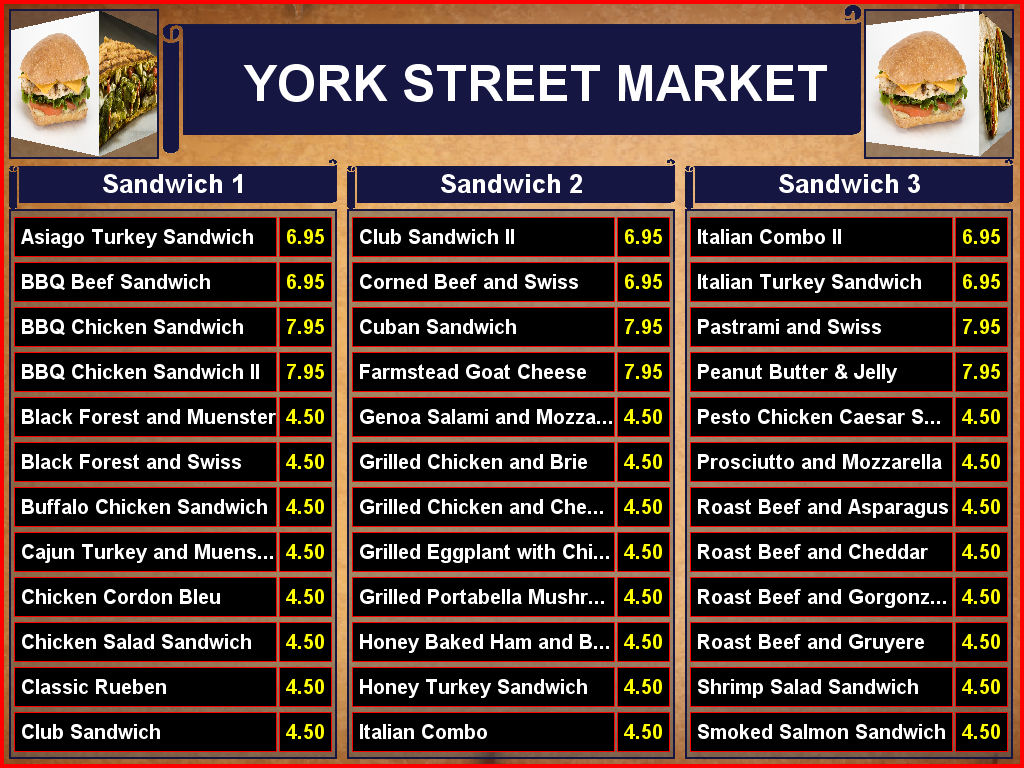 YORK STREET MARKET
Sandwich 1
Asiago Turkey Sandwich 6.95
BBQ Beef Sandwich 6.95
BBQ Chicken Sandwich 7.95
BBQ Chicken Sandwich II 7.95
Black Forest and Muenster 4.50
Black Forest and Swiss 4.50
Buffalo Chicken Sandwich 4.50
Cajun Turkey and Muens... 4.50
Chicken Cordon Bleu 4.50
Chicken Salad Sandwich 4.50
Classic Rueben 4.50
Club Sandwich 4.50
Sandwich 2
Club Sandwich II 6.95
Corned Beef and Swiss 6.95
Cuban Sandwich 7.95
Farmstead Goat Cheese 7.95
Genoa Salami and Mozza... 4.50
Grilled Chicken and Brie 4.50
Grilled Chicken and Che... 4.50
Grilled Eggplant with Chi... 4.50
Grilled Portabella Mushr... 4.50
Honey Baked Ham and B... 4.50
Honey Turkey Sandwich 4.50
Italian Combo 4.50
Sandwich 3
Italian Combo II 6.95
Italian Turkey Sandwich 6.95
Pastrami and Swiss 7.95
Peanut Butter & Jelly 7.95
Pesto Chicken Caesar S... 4.50
Prosciutto and Mozzarella 4.50
Roast Beef and Asparagus 4.50
Roast Beef and Cheddar 4.50
Roast Beef and Gorgonz... 4.50
Roast Beef and Gruyere 4.50
Shrimp Salad Sandwich 4.50
Smoked Salmon Sandwich 4.50